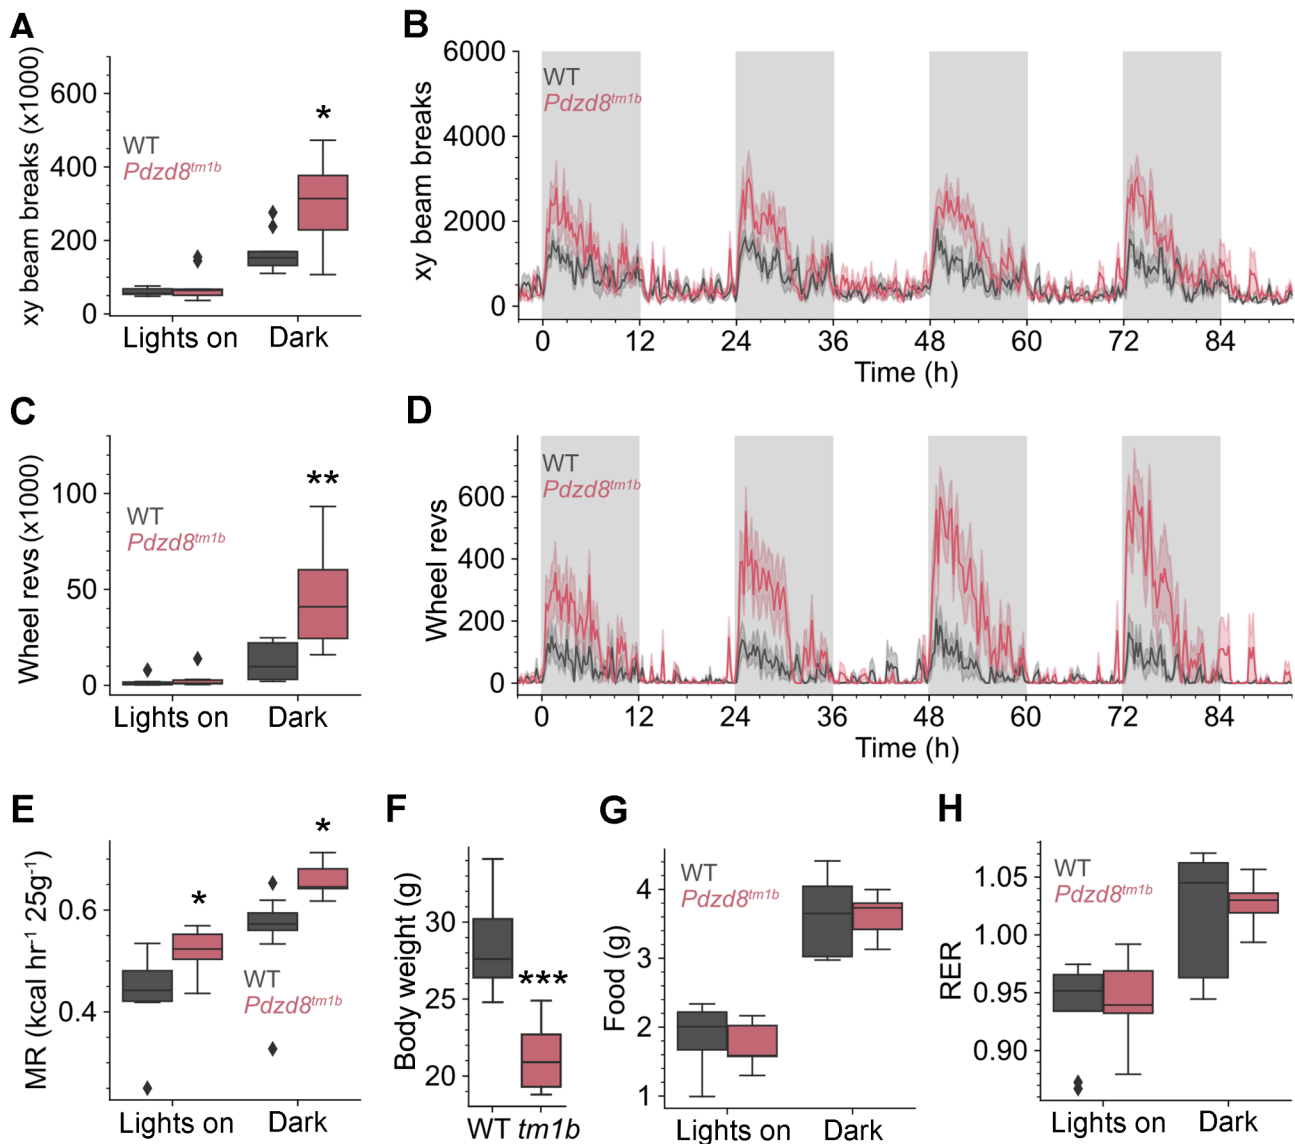 A
xy beam breaks (x1000)
600
400
200
0
WT
Pdzd8tm1b
*
Lights on Dark
B
xy beam breaks
6000
4000
2000
0
WT
Pdzd8tm1b
0 12 24 36 48 60 72 84
Time (h)
C
Wheel revs (x1000)
100
50
0
WT
Pdzd8tm1b
**
Lights on Dark
D
Wheel revs
600
400
200
0
WT
Pdzd8tm1b
0 12 24 36 48 60 72 84
Time (h)
E
MR (kcal hr-1 25g-1)
0.6
0.4
*
*
WT
Pdzd8tm1b
Lights on Dark
F
Body weight (g)
30
25
20
***
WT tm1b
G
Food (g)
4
3
2
1
WT
Pdzd8tm1b
Lights on Dark
H
RER
1.05
1.00
0.95
0.90
WT
Pdzd8tm1b
Lights on Dark